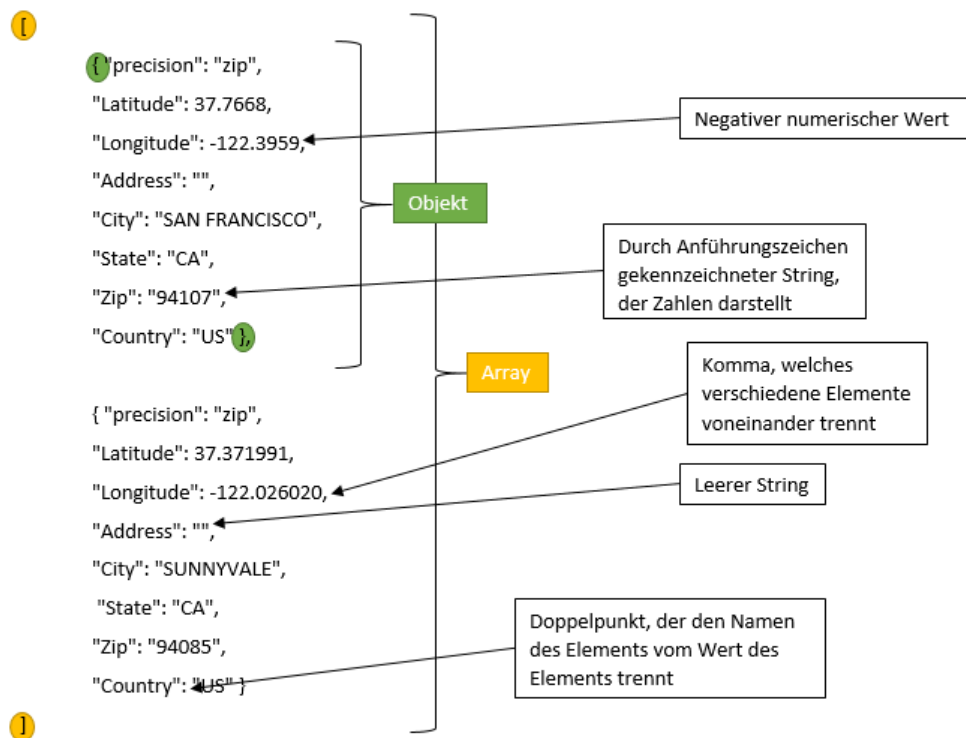 [
{ "precision": "zip",
"Latitude": 37.7668,
"Longitude": -122.3959,
"Address": "",
"City": "SAN FRANCISCO",
"State": "CA",
"Zip": "94107",
"Country": "US" },
{ "precision": "zip",
"Latitude": 37.371991,
"Longitude": -122.026020,
"Address": "",
"City": "SUNNYVALE",
"State": "CA",
"Zip": "94085",
"Country": "US" }
]
Objekt
Array
Negativer numerischer Wert
Durch Anführungszeichen
gekennzeichneter String,
der Zahlen darstellt
Komma, welches
verschiedene Elemente
voneinander trennt
Leerer String
Doppelpunkt, der den Namen
des Elements vom Wert des
Elements trennt